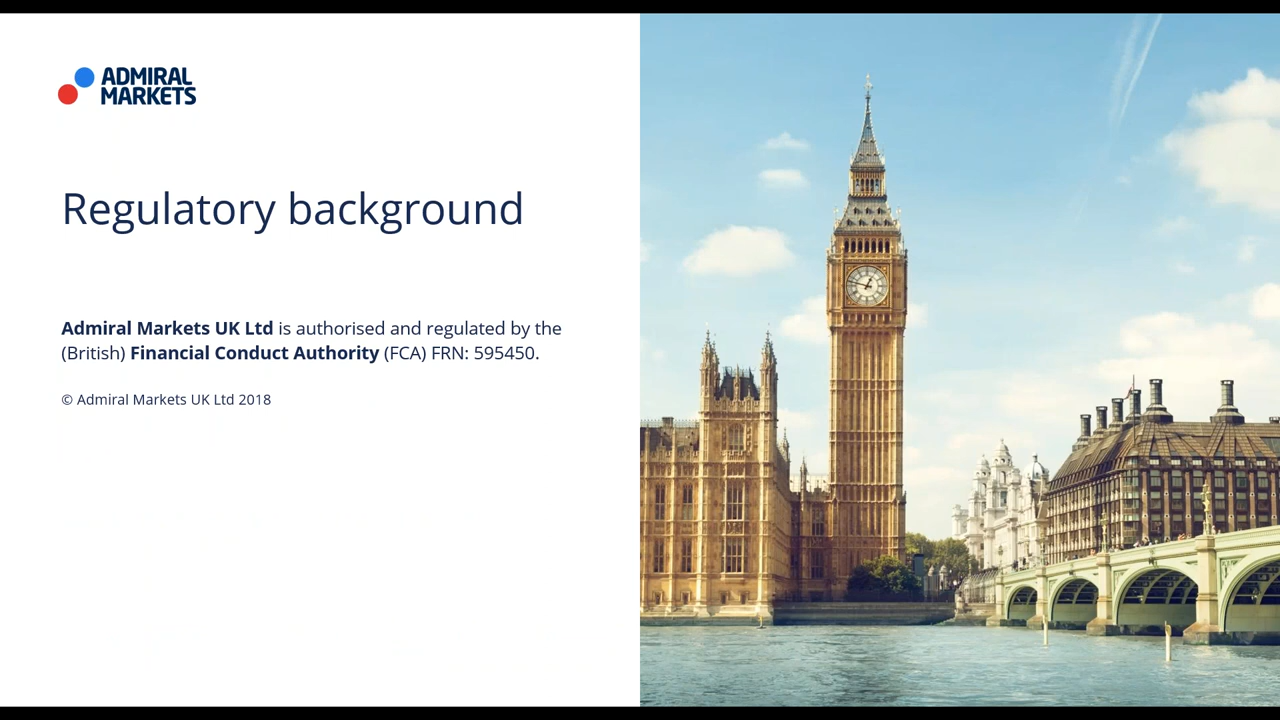 ADMIRAL
MARKETS
Regulatory background
Admiral Markets UK Ltd is authorised and regulated by the
(British) Financial Conduct Authority (FCA) FRN: 595450.
© Admiral Markets UK Ltd 2018